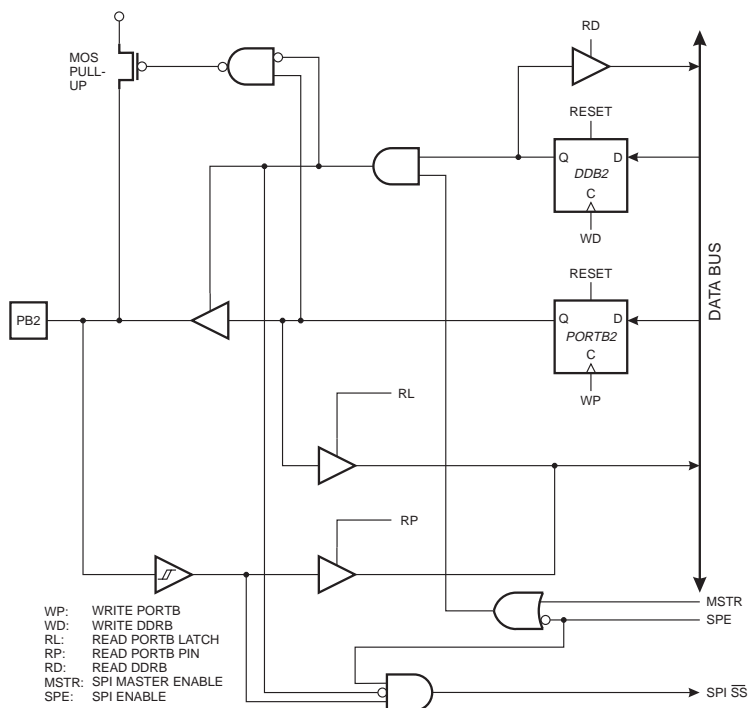 RD
MOS
PULL-
UP
RESET
Q
D
DDB2
C
WD
RESET
DATA BUS
PB2
Q
D
PORTB2
C
WP
RL
RP
WP: WRITE PORTB
WD: WRITE DDRB
RL: READ PORTB LATCH
RP: READ PORTB PIN
RD: READ DDRB
MSTR: SPI MASTER ENABLE
SPE: SPI ENABLE
MSTR
SPE
SPI S̅S̅